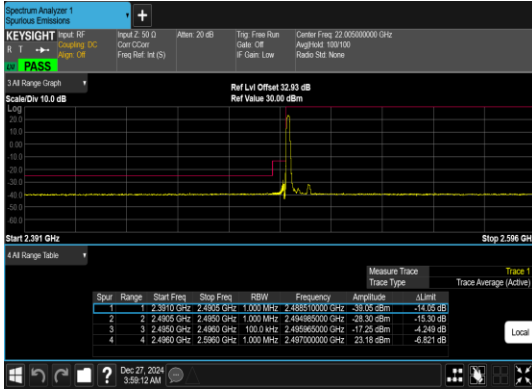 Spectrum Analyzer 1
Spurious Emissions
+
KEYSIGHT Input: RF Input Z: 50 Ω Atten: 20 dB Trig: Free Run Center Freq: 22.005000000 GHz
R T Coupling: DC Corr CCorr Gate: Off Avg|Hold: 100/100
Align: Off Freq Ref: Int (S) IF Gain: Low Radio Std: None
PASS
3 All Range Graph
Ref Lvl Offset 32.93 dB
Scale/Div 10.0 dB Ref Value 30.00 dBm
Log
20.0
10.0
0.00
-10.0
-20.0
-30.0
-40.0
-50.0
-60.0
Start 2.391 GHz Stop 2.596 GH
4 All Range Table
Measure Trace Trace 1
Trace Type Trace Average (Active)
Spur Range Start Freq Stop Freq RBW Frequency Amplitude ΔLimit
1 1 2.3910 GHz 2.4905 GHz 1.000 MHz 2.488510000 GHz -39.05 dBm -14.05 dB
2 2 2.4905 GHz 2.4950 GHz 1.000 MHz 2.494985000 GHz -28.30 dBm -15.30 dB
3 3 2.4950 GHz 2.4960 GHz 100.0 kHz 2.495965000 GHz -17.25 dBm -4.249 dB
4 4 2.4960 GHz 2.5960 GHz 1.000 MHz 2.497000000 GHz 23.18 dBm -6.821 dB
Local
? Dec 27, 2024
3:59:12 AM